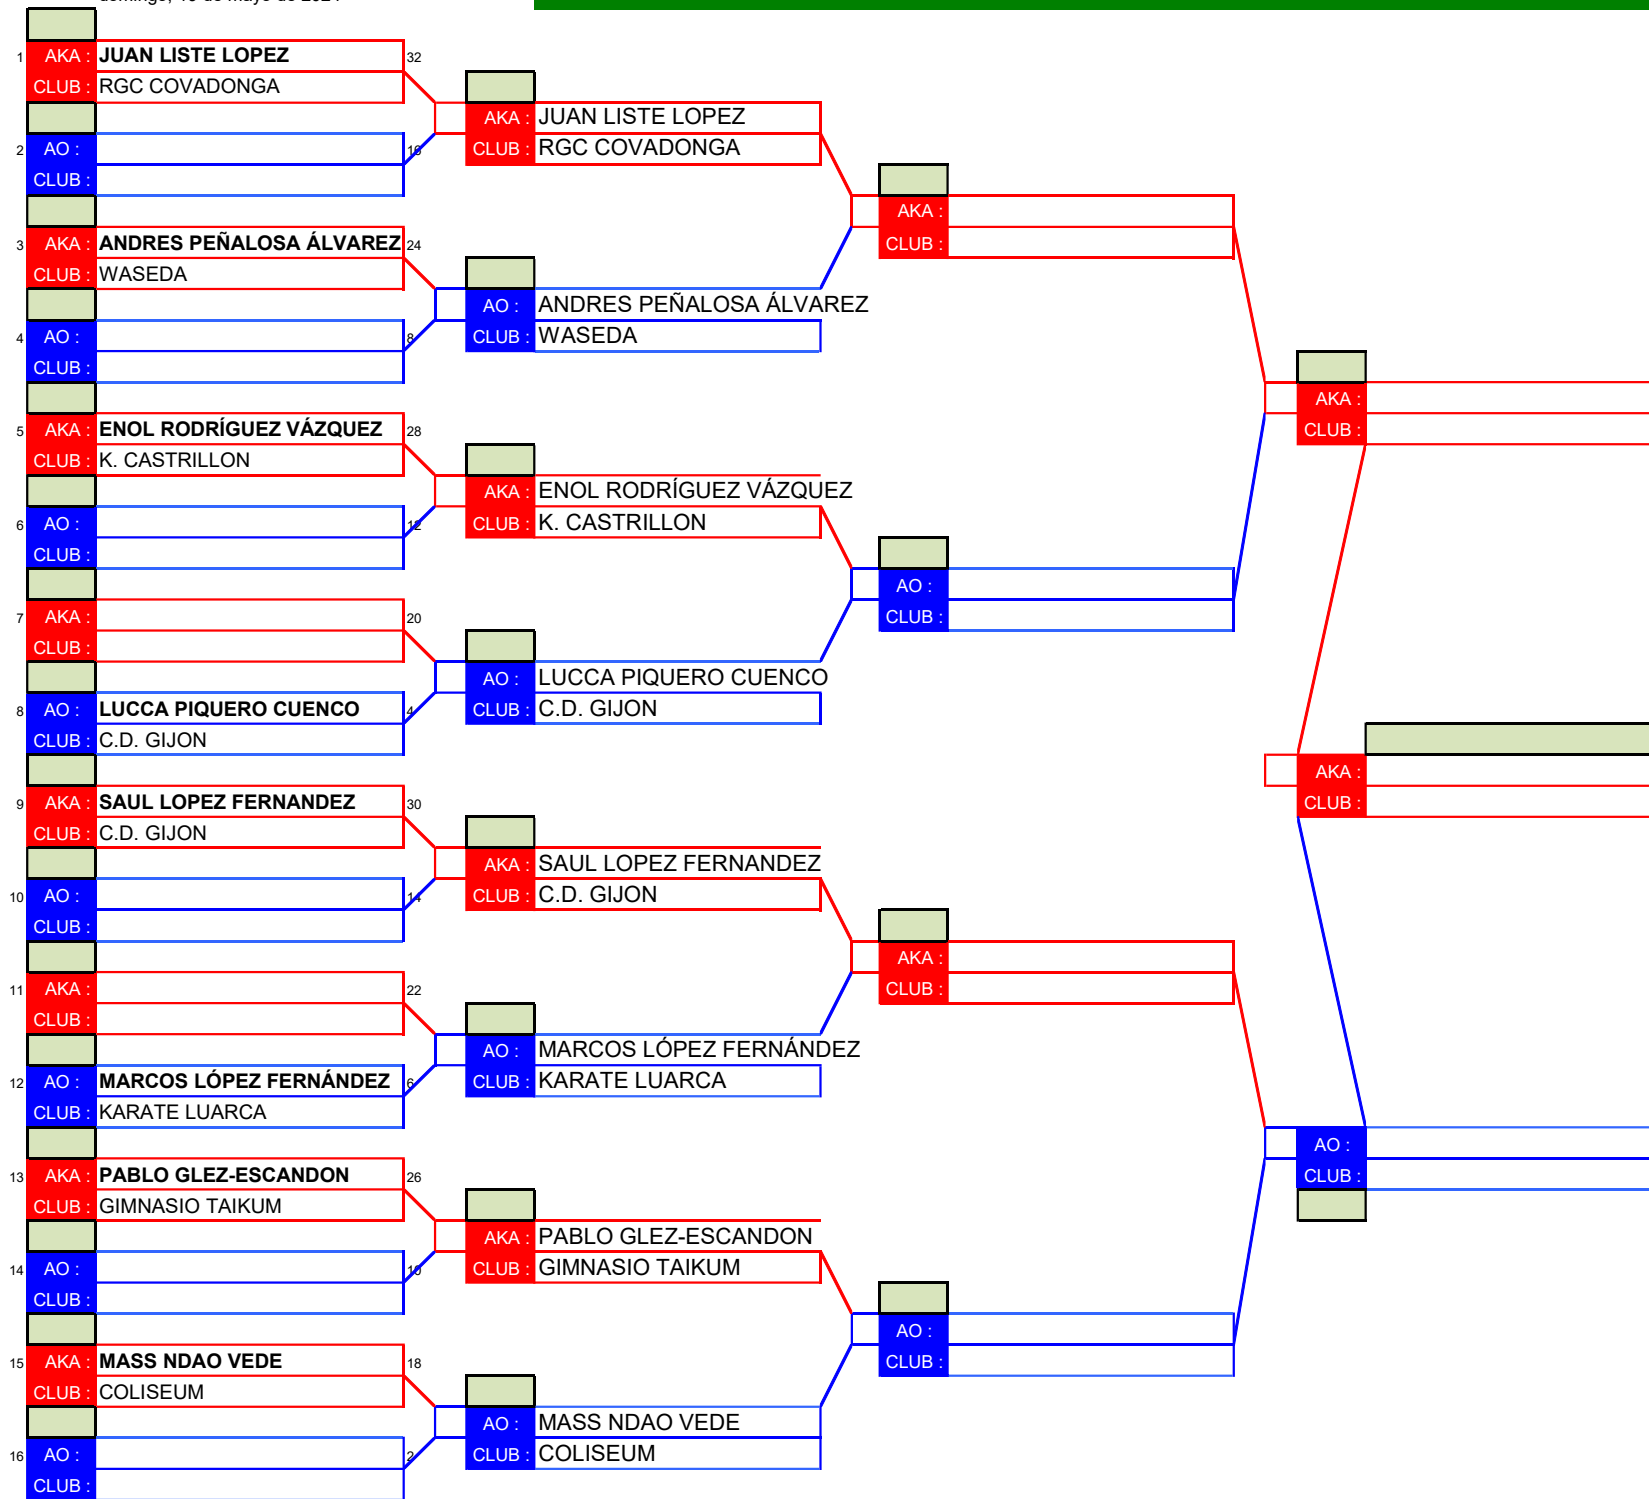 1 AKA : JUAN LISTE LOPEZ 32
CLUB : RGC COVADONGA
2 AO : 16
CLUB :
3 AKA : ANDRES PEÑALOSA ÁLVAREZ 24
CLUB : WASEDA
4 AO : 8
CLUB :
5 AKA : ENOL RODRÍGUEZ VÁZQUEZ 28
CLUB : K. CASTRILLON
6 AO : 12
CLUB :
7 AKA : 20
CLUB :
8 AO : LUCCA PIQUERO CUENCO 4
CLUB : C.D. GIJON
9 AKA : SAUL LOPEZ FERNANDEZ 30
CLUB : C.D. GIJON
10 AO : 14
CLUB :
11 AKA : 22
CLUB :
12 AO : MARCOS LÓPEZ FERNÁNDEZ 6
CLUB : KARATE LUARCA
13 AKA : PABLO GLEZ-ESCANDON 26
CLUB : GIMNASIO TAIKUM
14 AO : 10
CLUB :
15 AKA : MASS NDAO VEDE 18
CLUB : COLISEUM
16 AO : 2
CLUB :
AKA : JUAN LISTE LOPEZ
CLUB : RGC COVADONGA
AO : ANDRES PEÑALOSA ÁLVAREZ
CLUB : WASEDA
AKA : ENOL RODRÍGUEZ VÁZQUEZ
CLUB : K. CASTRILLON
AO : LUCCA PIQUERO CUENCO
CLUB : C.D. GIJON
AKA : SAUL LOPEZ FERNANDEZ
CLUB : C.D. GIJON
AO : MARCOS LÓPEZ FERNÁNDEZ
CLUB : KARATE LUARCA
AKA : PABLO GLEZ-ESCANDON
CLUB : GIMNASIO TAIKUM
AO : MASS NDAO VEDE
CLUB : COLISEUM
AKA :
CLUB :
AO :
CLUB :
AKA :
CLUB :
AO :
CLUB :
AKA :
CLUB :
AKA :
CLUB :
AO :
CLUB :